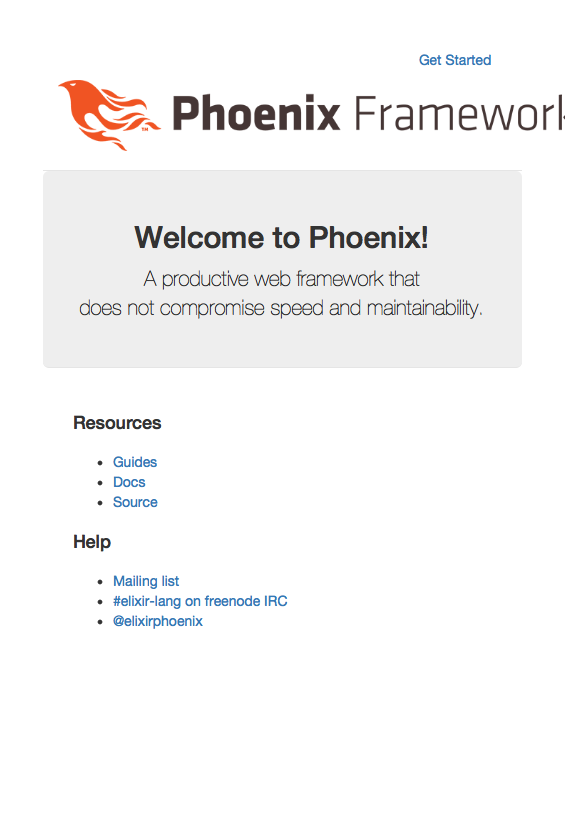 Get Started
Phoenix Framework
Welcome to Phoenix!
A productive web framework that
does not compromise speed and maintainability.
Resources
Guides
Docs
Source
Help
Mailing list
#elixir-lang on freenode IRC
@elixirphoenix